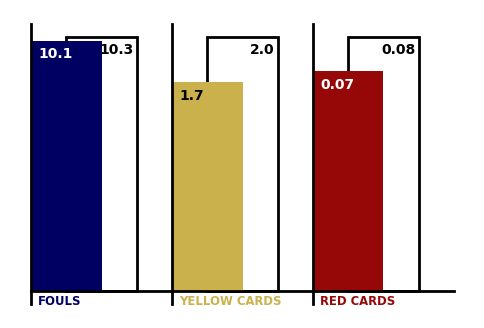 10.1 10.3
1.7 2.0
0.07 0.08
FOULS
YELLOW CARDS
RED CARDS